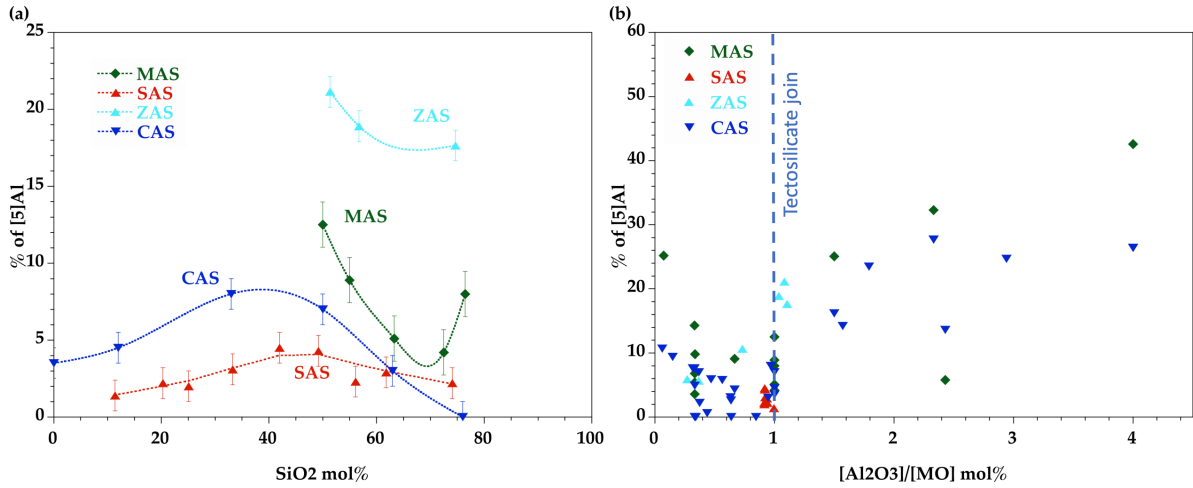 (a)
25
20
15
10
5
0
% of [5]Al
MAS
SAS
ZAS
CAS
ZAS
MAS
CAS
SAS
0
20
40
60
80
100
SiO2 mol%
(b)
60
50
40
30
20
10
0
% of [5]Al
MAS
SAS
ZAS
CAS
Tectosilicate join
0
1
2
3
4
[Al2O3]/[MO] mol%